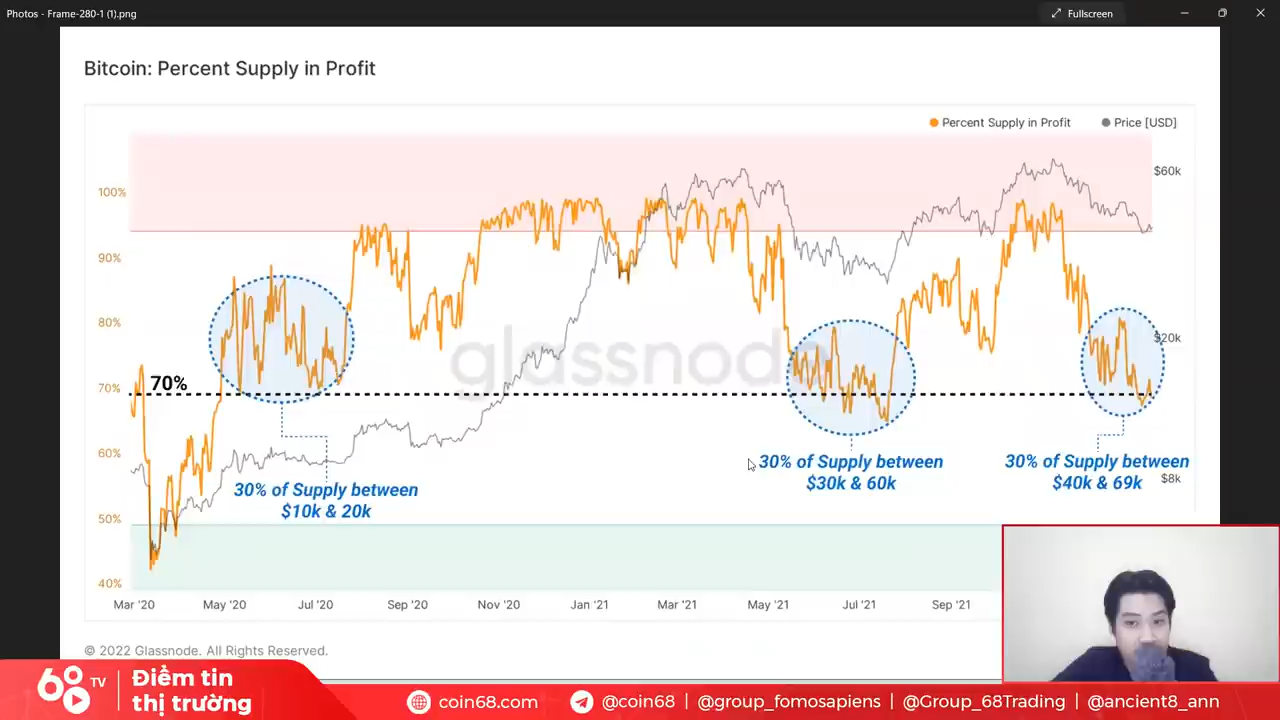 Photos - Frame-280-1 (1).png
Fullscreen
Bitcoin: Percent Supply in Profit
Percent Supply in Profit
Price [USD]
100%
90%
80%
70%
60%
50%
40%
$60k
$20k
$8k
70%
glassnode
30% of Supply between
$10k & 20k
30% of Supply between
$30k & 60k
30% of Supply between
$40k & 69k
Mar '20
May '20
Jul '20
Sep '20
Nov '20
Jan '21
Mar '21
May '21
Jul '21
Sep '21
© 2022 Glassnode. All Rights Reserved.
68 TV
Điểm tin
thị trường
coin68.com
@coin68 | @group_fomosapiens | @Group_68Trading | @ancient8_ann